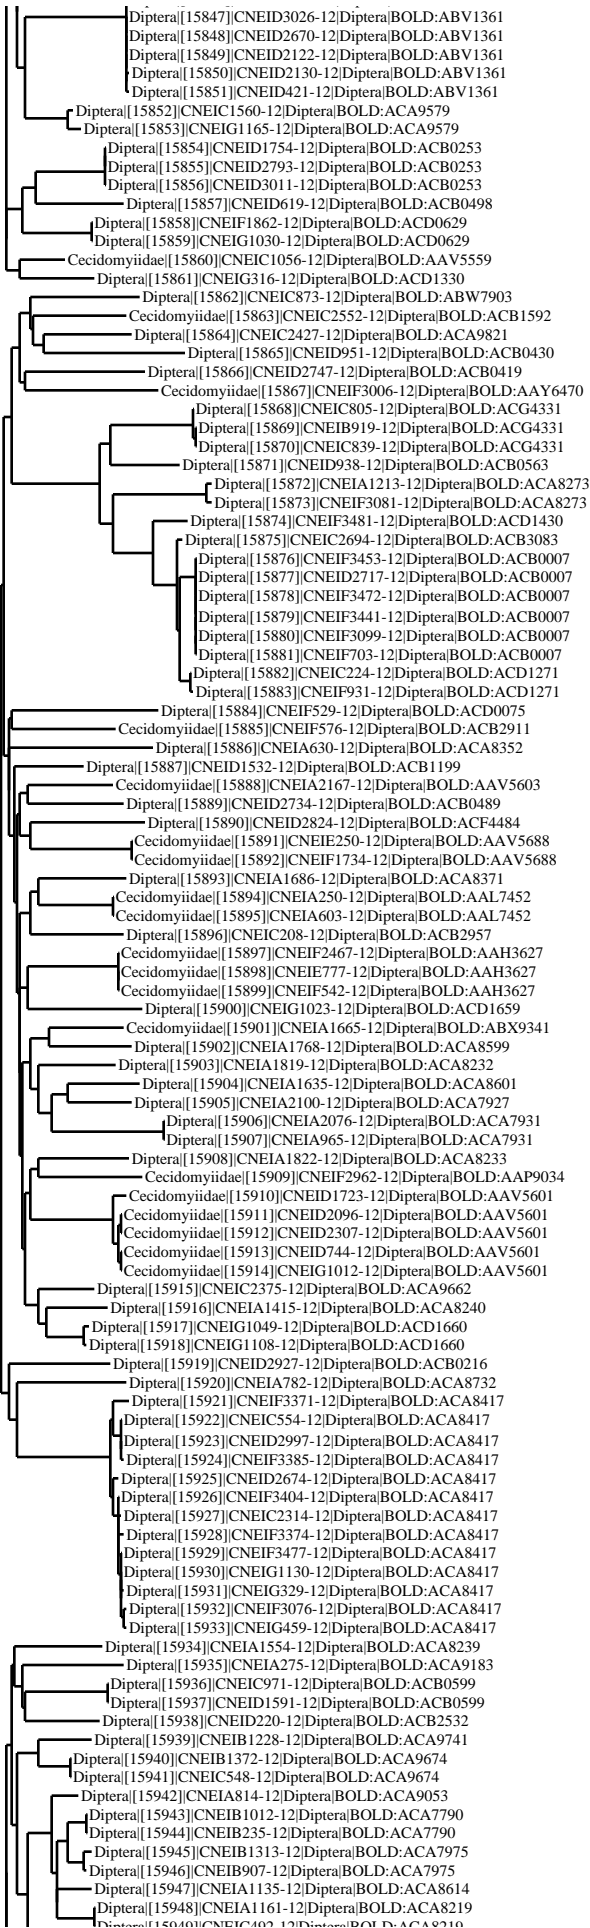 Diptera|[15847]|CNEID3026-12|Diptera|BOLD:ABV1361
Diptera|[15848]|CNEID2670-12|Diptera|BOLD:ABV1361
Diptera|[15849]|CNEID2122-12|Diptera|BOLD:ABV1361
Diptera|[15850]|CNEID2130-12|Diptera|BOLD:ABV1361
Diptera|[15851]|CNEID421-12|Diptera|BOLD:ABV1361
Diptera|[15852]|CNEIC1560-12|Diptera|BOLD:ACA9579
Diptera|[15853]|CNEIG1165-12|Diptera|BOLD:ACA9579
Diptera|[15854]|CNEID1754-12|Diptera|BOLD:ACB0253
Diptera|[15855]|CNEID2793-12|Diptera|BOLD:ACB0253
Diptera|[15856]|CNEID3011-12|Diptera|BOLD:ACB0253
Diptera|[15857]|CNEID619-12|Diptera|BOLD:ACB0498
Diptera|[15858]|CNEIF1862-12|Diptera|BOLD:ACD0629
Diptera|[15859]|CNEIG1030-12|Diptera|BOLD:ACD0629
Cecidomyiidae|[15860]|CNEIC1056-12|Diptera|BOLD:AAV5559
Diptera|[15861]|CNEIG316-12|Diptera|BOLD:ACD1330
Diptera|[15862]|CNEIC873-12|Diptera|BOLD:ABW7903
Cecidomyiidae|[15863]|CNEIC2552-12|Diptera|BOLD:ACB1592
Diptera|[15864]|CNEIC2427-12|Diptera|BOLD:ACA9821
Diptera|[15865]|CNEID951-12|Diptera|BOLD:ACB0430
Diptera|[15866]|CNEID2747-12|Diptera|BOLD:ACB0419
Cecidomyiidae|[15867]|CNEIF3006-12|Diptera|BOLD:AAY6470
Diptera|[15868]|CNEIC805-12|Diptera|BOLD:ACG4331
Diptera|[15869]|CNEIB919-12|Diptera|BOLD:ACG4331
Diptera|[15870]|CNEIC839-12|Diptera|BOLD:ACG4331
Diptera|[15871]|CNEID938-12|Diptera|BOLD:ACB0563
Diptera|[15872]|CNEIA1213-12|Diptera|BOLD:ACA8273
Diptera|[15873]|CNEIF3081-12|Diptera|BOLD:ACA8273
Diptera|[15874]|CNEIF3481-12|Diptera|BOLD:ACD1430
Diptera|[15875]|CNEIC2694-12|Diptera|BOLD:ACB3083
Diptera|[15876]|CNEIF3453-12|Diptera|BOLD:ACB0007
Diptera|[15877]|CNEID2717-12|Diptera|BOLD:ACB0007
Diptera|[15878]|CNEIF3472-12|Diptera|BOLD:ACB0007
Diptera|[15879]|CNEIF3441-12|Diptera|BOLD:ACB0007
Diptera|[15880]|CNEIF3099-12|Diptera|BOLD:ACB0007
Diptera|[15881]|CNEIF703-12|Diptera|BOLD:ACB0007
Diptera|[15882]|CNEIC224-12|Diptera|BOLD:ACD1271
Diptera|[15883]|CNEIF931-12|Diptera|BOLD:ACD1271
Diptera|[15884]|CNEIF529-12|Diptera|BOLD:ACD0075
Cecidomyiidae|[15885]|CNEIF576-12|Diptera|BOLD:ACB2911
Diptera|[15886]|CNEIA630-12|Diptera|BOLD:ACA8352
Diptera|[15887]|CNEID1532-12|Diptera|BOLD:ACB1199
Cecidomyiidae|[15888]|CNEIA2167-12|Diptera|BOLD:AAV5603
Diptera|[15889]|CNEID2734-12|Diptera|BOLD:ACB0489
Diptera|[15890]|CNEID2824-12|Diptera|BOLD:ACF4484
Cecidomyiidae|[15891]|CNEIE250-12|Diptera|BOLD:AAV5688
Cecidomyiidae|[15892]|CNEIF1734-12|Diptera|BOLD:AAV5688
Diptera|[15893]|CNEIA1686-12|Diptera|BOLD:ACA8371
Cecidomyiidae|[15894]|CNEIA250-12|Diptera|BOLD:AAL7452
Cecidomyiidae|[15895]|CNEIA603-12|Diptera|BOLD:AAL7452
Diptera|[15896]|CNEIC208-12|Diptera|BOLD:ACB2957
Cecidomyiidae|[15897]|CNEIF2467-12|Diptera|BOLD:AAH3627
Cecidomyiidae|[15898]|CNEIE777-12|Diptera|BOLD:AAH3627
Cecidomyiidae|[15899]|CNEIF542-12|Diptera|BOLD:AAH3627
Diptera|[15900]|CNEIG1023-12|Diptera|BOLD:ACD1659
Cecidomyiidae|[15901]|CNEIA1665-12|Diptera|BOLD:ABX9341
Diptera|[15902]|CNEIA1768-12|Diptera|BOLD:ACA8599
Diptera|[15903]|CNEIA1819-12|Diptera|BOLD:ACA8232
Diptera|[15904]|CNEIA1635-12|Diptera|BOLD:ACA8601
Diptera|[15905]|CNEIA2100-12|Diptera|BOLD:ACA7927
Diptera|[15906]|CNEIA2076-12|Diptera|BOLD:ACA7931
Diptera|[15907]|CNEIA965-12|Diptera|BOLD:ACA7931
Diptera|[15908]|CNEIA1822-12|Diptera|BOLD:ACA8233
Cecidomyiidae|[15909]|CNEIF2962-12|Diptera|BOLD:AAP9034
Cecidomyiidae|[15910]|CNEID1723-12|Diptera|BOLD:AAV5601
Cecidomyiidae|[15911]|CNEID2096-12|Diptera|BOLD:AAV5601
Cecidomyiidae|[15912]|CNEID2307-12|Diptera|BOLD:AAV5601
Cecidomyiidae|[15913]|CNEID744-12|Diptera|BOLD:AAV5601
Cecidomyiidae|[15914]|CNEIG1012-12|Diptera|BOLD:AAV5601
Diptera|[15915]|CNEIC2375-12|Diptera|BOLD:ACA9662
Diptera|[15916]|CNEIA1415-12|Diptera|BOLD:ACA8240
Diptera|[15917]|CNEIG1049-12|Diptera|BOLD:ACD1660
Diptera|[15918]|CNEIG1108-12|Diptera|BOLD:ACD1660
Diptera|[15919]|CNEID2927-12|Diptera|BOLD:ACB0216
Diptera|[15920]|CNEIA782-12|Diptera|BOLD:ACA8732
Diptera|[15921]|CNEIF3371-12|Diptera|BOLD:ACA8417
Diptera|[15922]|CNEIC554-12|Diptera|BOLD:ACA8417
Diptera|[15923]|CNEID2997-12|Diptera|BOLD:ACA8417
Diptera|[15924]|CNEIF3385-12|Diptera|BOLD:ACA8417
Diptera|[15925]|CNEID2674-12|Diptera|BOLD:ACA8417
Diptera|[15926]|CNEIF3404-12|Diptera|BOLD:ACA8417
Diptera|[15927]|CNEIC2314-12|Diptera|BOLD:ACA8417
Diptera|[15928]|CNEIF3374-12|Diptera|BOLD:ACA8417
Diptera|[15929]|CNEIF3477-12|Diptera|BOLD:ACA8417
Diptera|[15930]|CNEIG1130-12|Diptera|BOLD:ACA8417
Diptera|[15931]|CNEIG329-12|Diptera|BOLD:ACA8417
Diptera|[15932]|CNEIF3076-12|Diptera|BOLD:ACA8417
Diptera|[15933]|CNEIG459-12|Diptera|BOLD:ACA8417
Diptera|[15934]|CNEIA1554-12|Diptera|BOLD:ACA8239
Diptera|[15935]|CNEIA275-12|Diptera|BOLD:ACA9183
Diptera|[15936]|CNEIC971-12|Diptera|BOLD:ACB0599
Diptera|[15937]|CNEID1591-12|Diptera|BOLD:ACB0599
Diptera|[15938]|CNEID220-12|Diptera|BOLD:ACB2532
Diptera|[15939]|CNEIB1228-12|Diptera|BOLD:ACA9741
Diptera|[15940]|CNEIB1372-12|Diptera|BOLD:ACA9674
Diptera|[15941]|CNEIC548-12|Diptera|BOLD:ACA9674
Diptera|[15942]|CNEIA814-12|Diptera|BOLD:ACA9053
Diptera|[15943]|CNEIB1012-12|Diptera|BOLD:ACA7790
Diptera|[15944]|CNEIB235-12|Diptera|BOLD:ACA7790
Diptera|[15945]|CNEIB1313-12|Diptera|BOLD:ACA7975
Diptera|[15946]|CNEIB907-12|Diptera|BOLD:ACA7975
Diptera|[15947]|CNEIA1135-12|Diptera|BOLD:ACA8614
Diptera|[15948]|CNEIA1161-12|Diptera|BOLD:ACA8219
Diptera|[15949]|CNEIC492-12|Diptera|BOLD:ACA8219